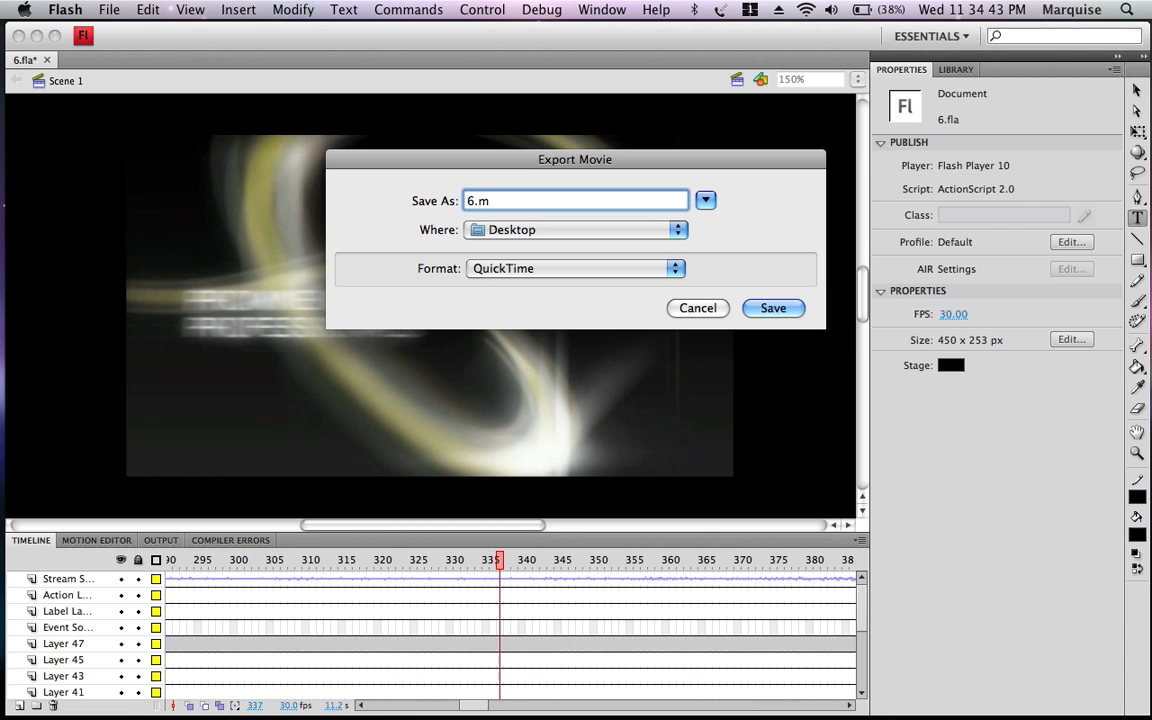 Flash File Edit View Insert Modify Text Commands Control Debug Window Help (38%) Wed 11 34 43 PM Marquise
Fl ESSENTIALS
6.fla* ×
Scene 1 150%
Export Movie
Save As: 6.m
Where: Desktop
Format: QuickTime
Cancel Save
PROPERTIES LIBRARY
Fl Document
6.fla
PUBLISH
Player: Flash Player 10
Script: ActionScript 2.0
Class:
Profile: Default Edit...
AIR Settings Edit...
PROPERTIES
FPS: 30.00
Size: 450 x 253 px Edit...
Stage:
TIMELINE MOTION EDITOR OUTPUT COMPILER ERRORS
90 295 300 305 310 315 320 325 330 335 340 345 350 355 360 365 370 375 380 38
Stream S...
Action L...
Label La...
Event So...
Layer 47
Layer 45
Layer 43
Layer 41
337 30.0 fps 11.2 s